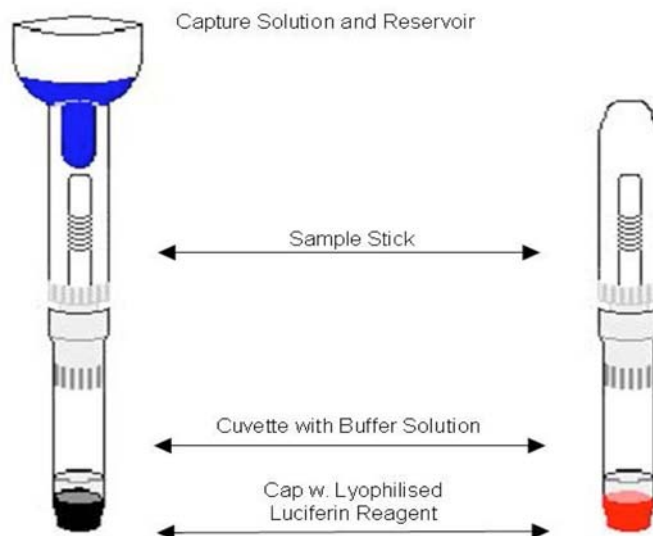 Capture Solution and Reservoir
Sample Stick
Cuvette with Buffer Solution
Cap w. Lyophilised
Luciferin Reagent